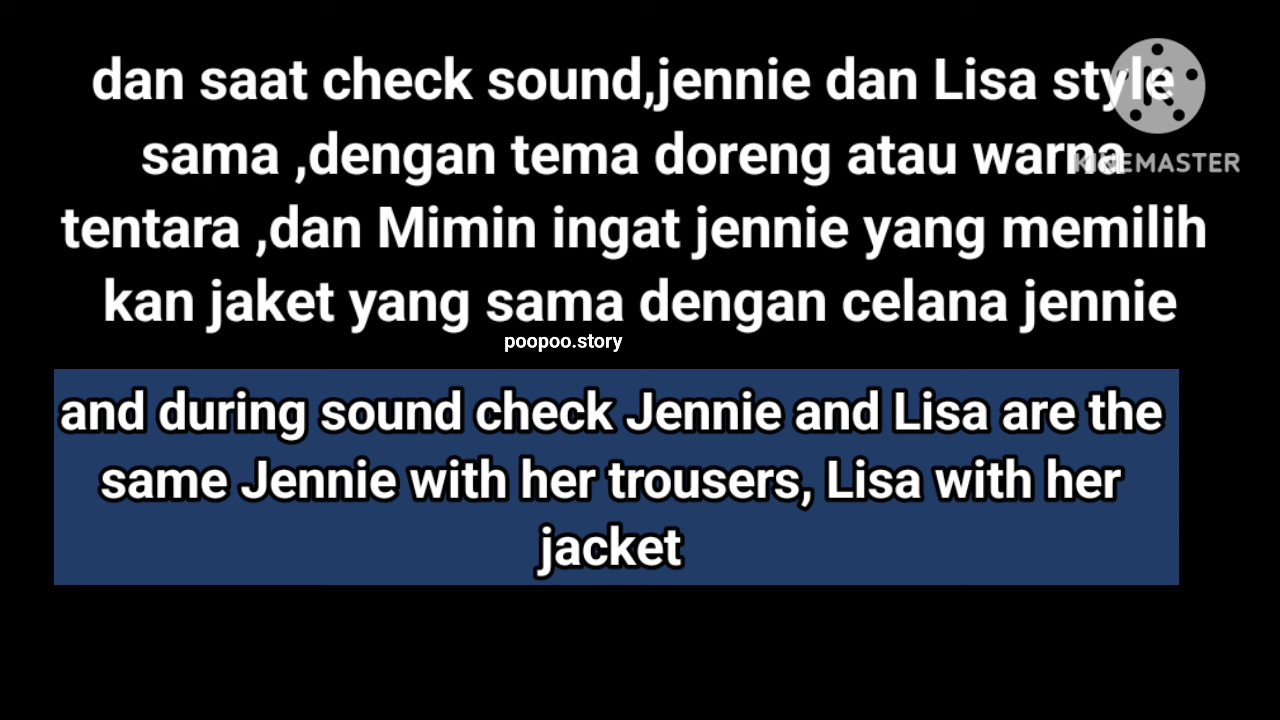 dan saat check sound,jennie dan Lisa style
sama ,dengan tema doreng atau warna
tentara ,dan Mimin ingat jennie yang memilih
kan jaket yang sama dengan celana jennie
poopoo.story
and during sound check Jennie and Lisa are the
same Jennie with her trousers, Lisa with her
jacket
KINEMASTER